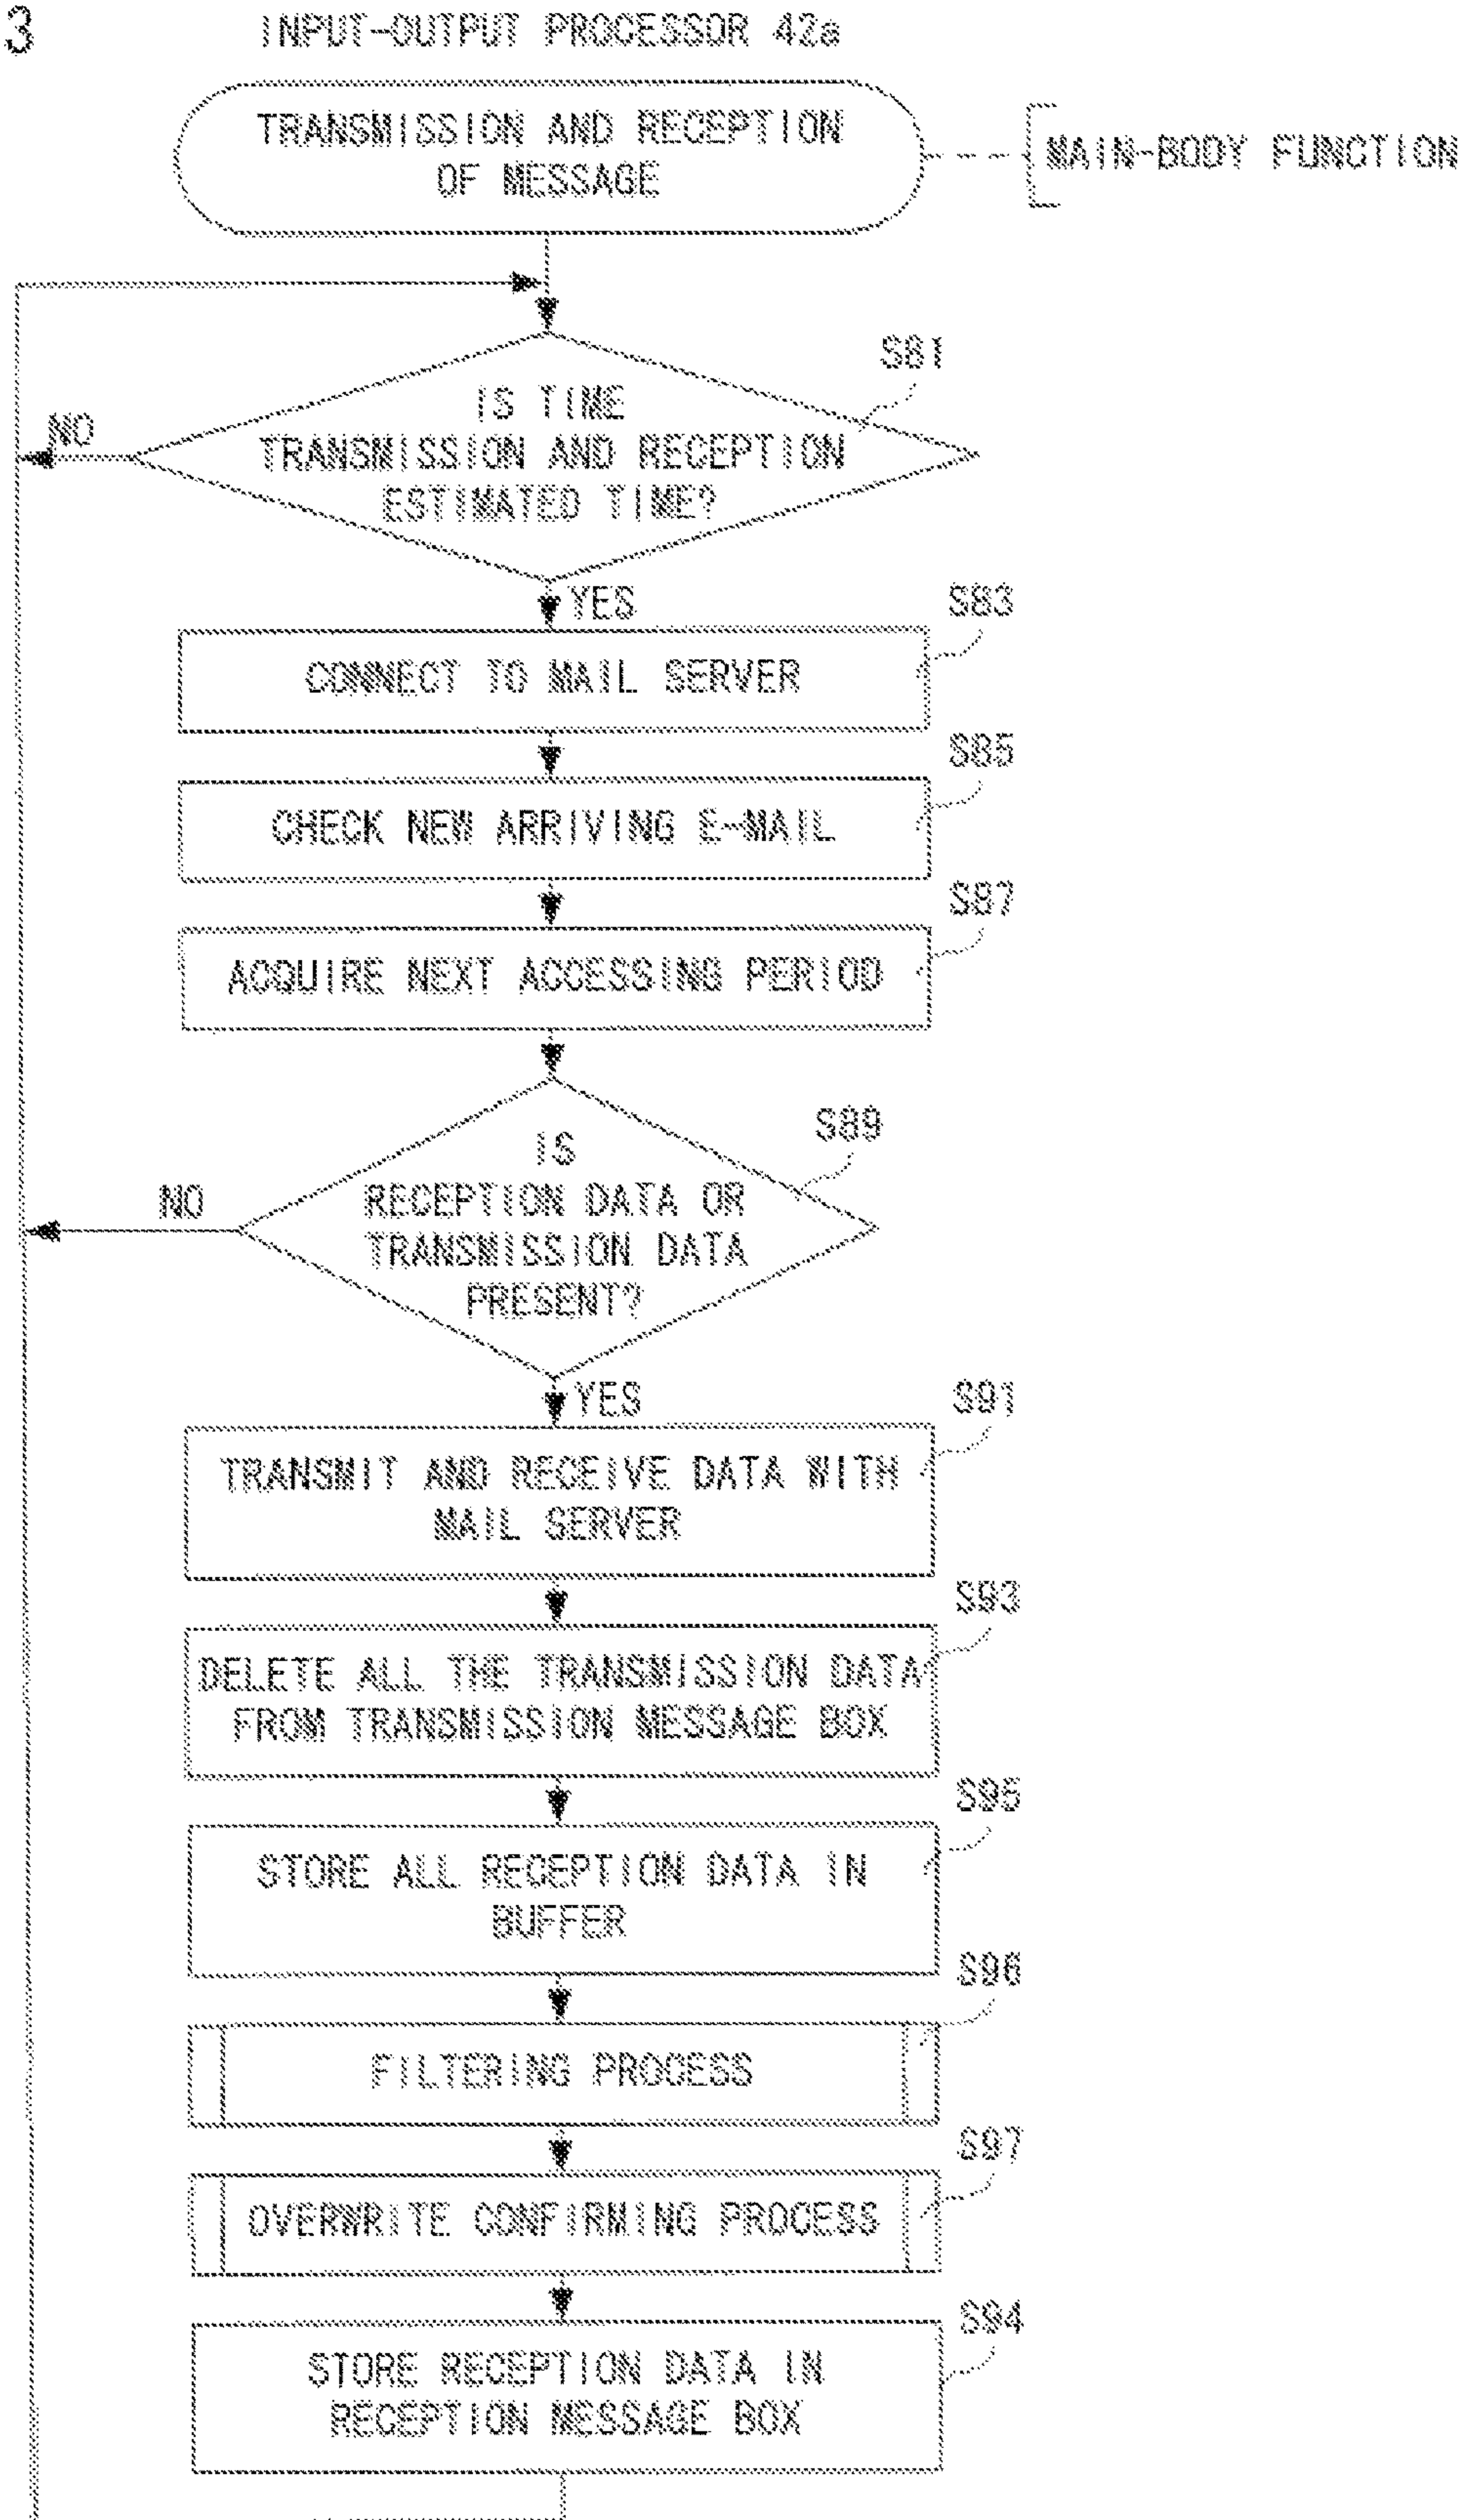 3
INPUT-OUTPUT PROCESSOR 42a
TRANSMISSION AND RECEPTION
OF MESSAGE
MAIN-BODY FUNCTION
S81
IS TIME
TRANSMISSION AND RECEPTION
ESTIMATED TIME?
NO
YES
S83
CONNECT TO MAIL SERVER
S85
CHECK NEW ARRIVING E-MAIL
S87
ACQUIRE NEXT ACCESSING PERIOD
S89
IS
RECEPTION DATA OR
TRANSMISSION DATA
PRESENT?
NO
YES
S91
TRANSMIT AND RECEIVE DATA WITH
MAIL SERVER
S93
DELETE ALL THE TRANSMISSION DATA
FROM TRANSMISSION MESSAGE BOX
S95
STORE ALL RECEPTION DATA IN
BUFFER
S96
FILTERING PROCESS
S97
OVERWRITE CONFIRMING PROCESS
S94
STORE RECEPTION DATA IN
RECEPTION MESSAGE BOX